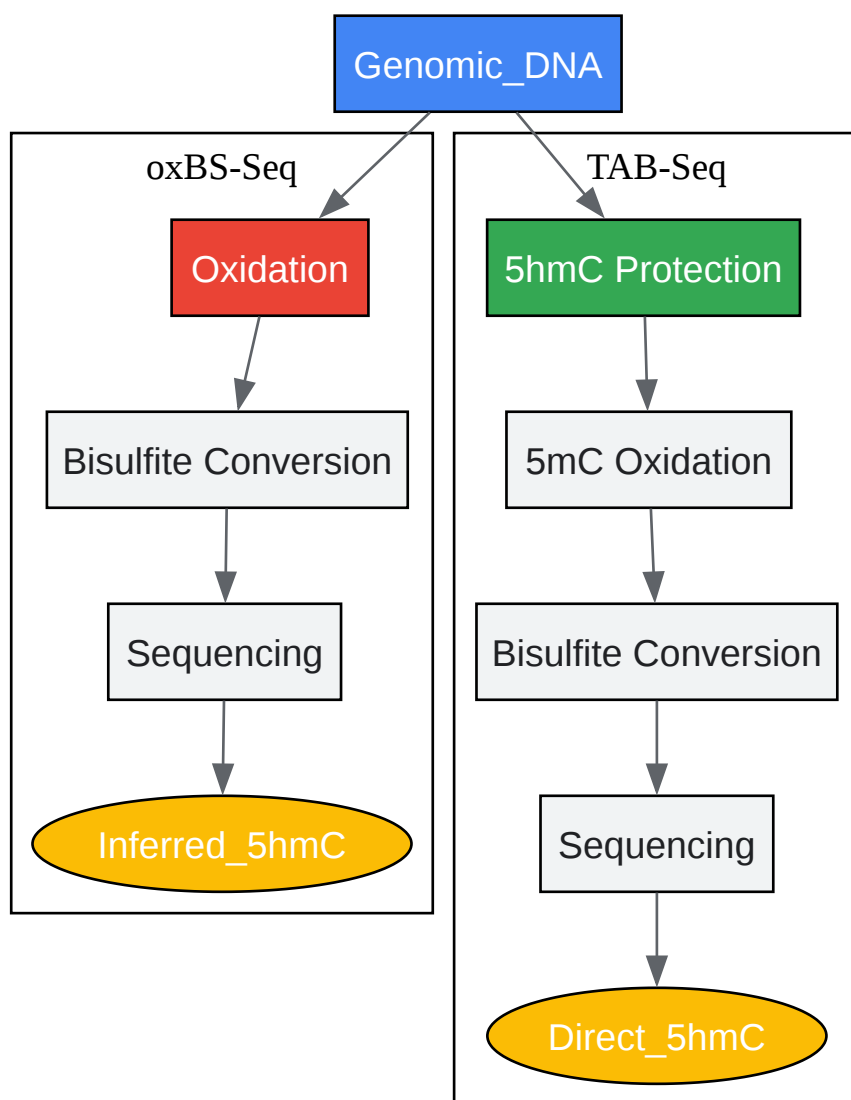 Genomic_DNA
oxBS-Seq
Oxidation
Bisulfite Conversion
Sequencing
Inferred_5hmC
TAB-Seq
5hmC Protection
5mC Oxidation
Bisulfite Conversion
Sequencing
Direct_5hmC